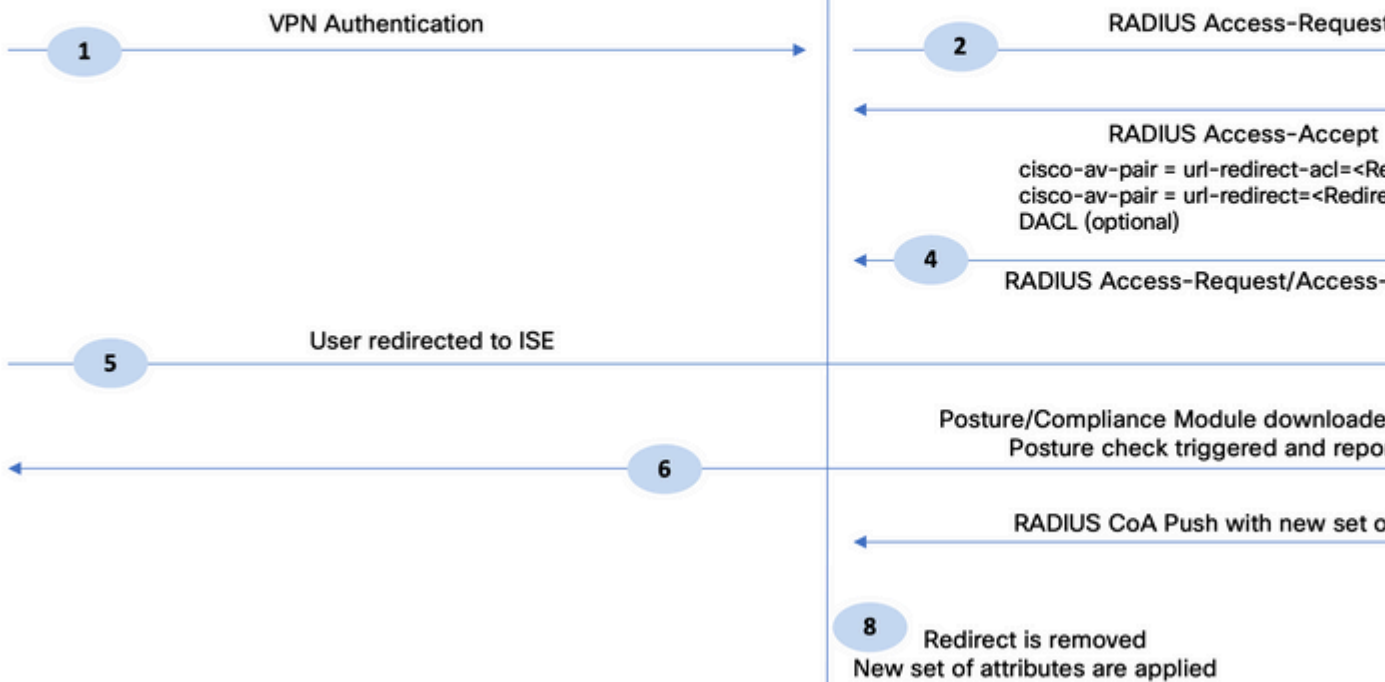 VPN Authentication
1
RADIUS Access-Request
2
RADIUS Access-Accept
cisco-av-pair = url-redirect-acl=<Re
cisco-av-pair = url-redirect=<Redire
DACL (optional)
4
RADIUS Access-Request/Access-
User redirected to ISE
5
Posture/Compliance Module downloade
Posture check triggered and repor
6
RADIUS CoA Push with new set o
8
Redirect is removed
New set of attributes are applied